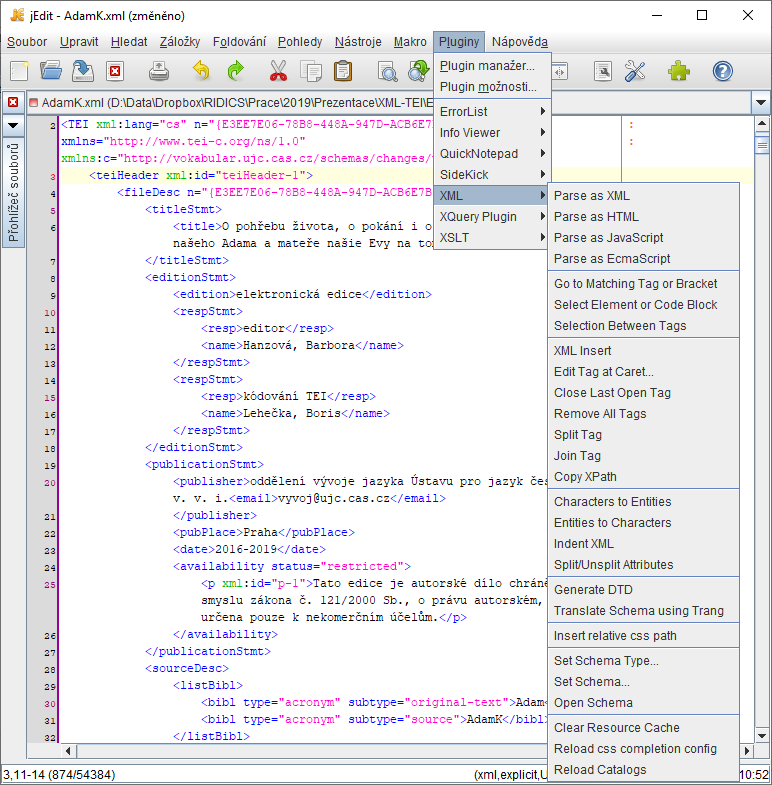 jEdit - AdamK.xml (změněno)
Soubor Upravit Hledat Záložky Foldování Pohledy Nástroje Makro Pluginy Nápověda
Plugin manažer...
Plugin možnosti...
ErrorList
Info Viewer
QuickNotepad
SideKick
XML
XQuery Plugin
XSLT
Parse as XML
Parse as HTML
Parse as JavaScript
Parse as EcmaScript
Go to Matching Tag or Bracket
Select Element or Code Block
Selection Between Tags
XML Insert
Edit Tag at Caret...
Close Last Open Tag
Remove All Tags
Split Tag
Join Tag
Copy XPath
Characters to Entities
Entities to Characters
Indent XML
Split/Unsplit Attributes
Generate DTD
Translate Schema using Trang
Insert relative css path
Set Schema Type...
Set Schema...
Open Schema
Clear Resource Cache
Reload css completion config
Reload Catalogs
AdamK.xml (D:\Data\Dropbox\RIDICS\Prace\2019\Prezentace\XML-TEI\E
Přohlížeč souborů
2 <TEI xml:lang="cs" n="{E3EE7E06-78B8-448A-947D-ACB6E7 :
xmlns="http://www.tei-c.org/ns/1.0" :
xmlns:c="http://vokabular.ujc.cas.cz/schemas/changes/
3 <teiHeader xml:id="teiHeader-1">
4 <fileDesc n="{E3EE7E06-78B8-448A-947D-ACB6E7B
5 <titleStmt>
6 <title>O pohřebu života, o pokání i o
našeho Adama a mateře našie Evy na to
7 </titleStmt>
8 <editionStmt>
9 <edition>elektronická edice</edition>
10 <respStmt>
11 <resp>editor</resp>
12 <name>Hanzová, Barbora</name>
13 </respStmt>
14 <respStmt>
15 <resp>kódování TEI</resp>
16 <name>Lehečka, Boris</name>
17 </respStmt>
18 </editionStmt>
19 <publicationStmt>
20 <publisher>oddělení vývoje jazyka Ústavu pro jazyk čes
v. v. i.<email>vyvoj@ujc.cas.cz</email>
21 </publisher>
22 <pubPlace>Praha</pubPlace>
23 <date>2016-2019</date>
24 <availability status="restricted">
25 <p xml:id="p-1">Tato edice je autorské dílo chráně
smyslu zákona č. 121/2000 Sb., o právu autorském,
určena pouze k nekomerčním účelům.</p>
26 </availability>
27 </publicationStmt>
28 <sourceDesc>
29 <listBibl>
30 <bibl type="acronym" subtype="original-text">Adam<
31 <bibl type="acronym" subtype="source">AdamK</bibl
32 </listBibl>
3,11-14 (874/54384) (xml,explicit,U 10:52